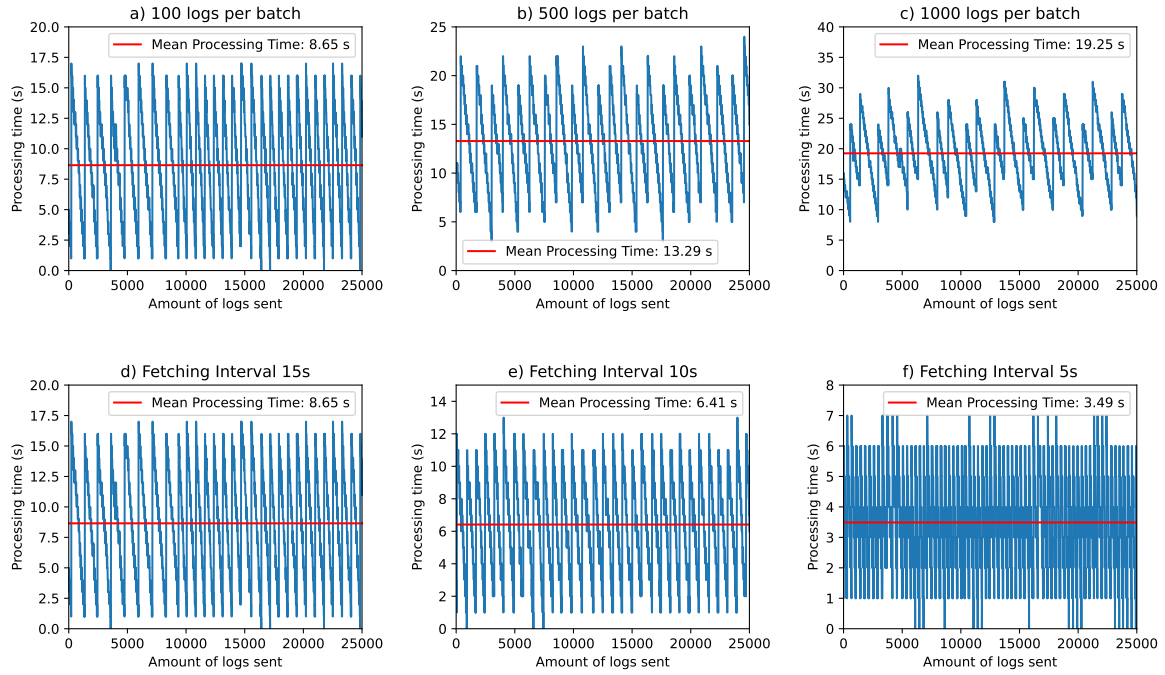 a) 100 logs per batch
20.0
17.5
15.0
12.5
10.0
7.5
5.0
2.5
0.0
Processing time (s)
Mean Processing Time: 8.65 s
0 5000 10000 15000 20000 25000
Amount of logs sent
b) 500 logs per batch
25
20
15
10
5
0
Processing time (s)
Mean Processing Time: 13.29 s
0 5000 10000 15000 20000 25000
Amount of logs sent
c) 1000 logs per batch
40
35
30
25
20
15
10
5
0
Processing time (s)
Mean Processing Time: 19.25 s
0 5000 10000 15000 20000 25000
Amount of logs sent
d) Fetching Interval 15s
20.0
17.5
15.0
12.5
10.0
7.5
5.0
2.5
0.0
Processing time (s)
Mean Processing Time: 8.65 s
0 5000 10000 15000 20000 25000
Amount of logs sent
e) Fetching Interval 10s
14
12
10
8
6
4
2
0
Processing time (s)
Mean Processing Time: 6.41 s
0 5000 10000 15000 20000 25000
Amount of logs sent
f) Fetching Interval 5s
8
7
6
5
4
3
2
1
0
Processing time (s)
Mean Processing Time: 3.49 s
0 5000 10000 15000 20000 25000
Amount of logs sent